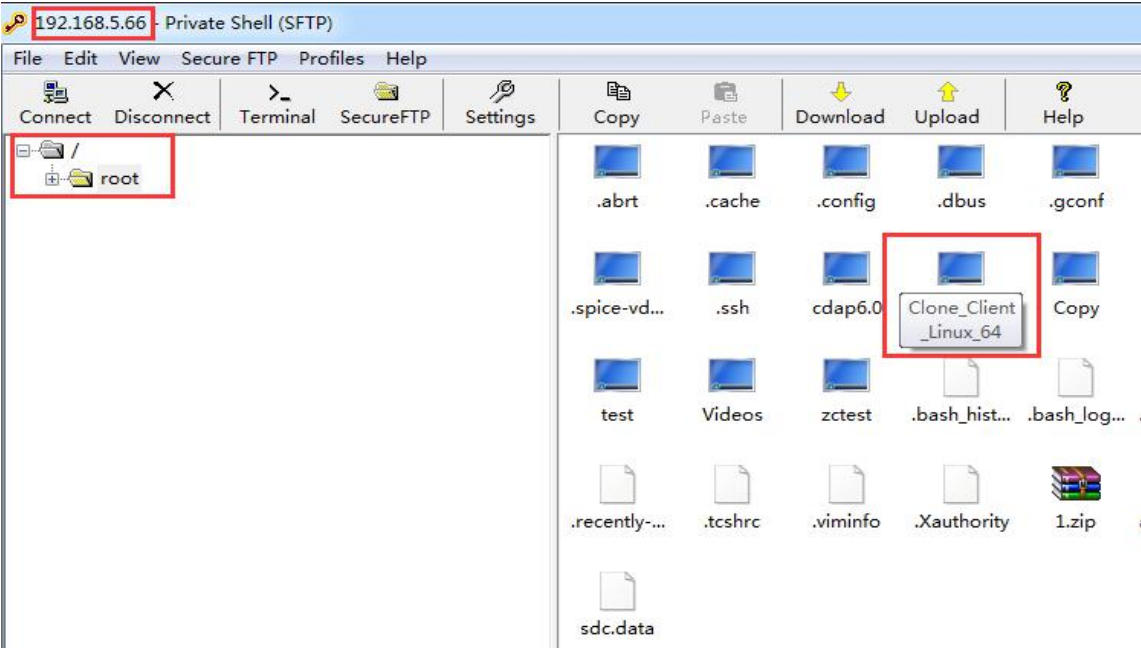 192.168.5.66 - Private Shell (SFTP)
File Edit View Secure FTP Profiles Help
Connect Disconnect Terminal SecureFTP Settings Copy Paste Download Upload Help
/
root
.abrt .cache .config .dbus .gconf
.spice-vd... .ssh cdap6.0 Clone_Client Copy
_Linux_64
test Videos zctest .bash_hist... .bash_log...
.recently-... .tcshrc .viminfo .Xauthority 1.zip
sdc.data